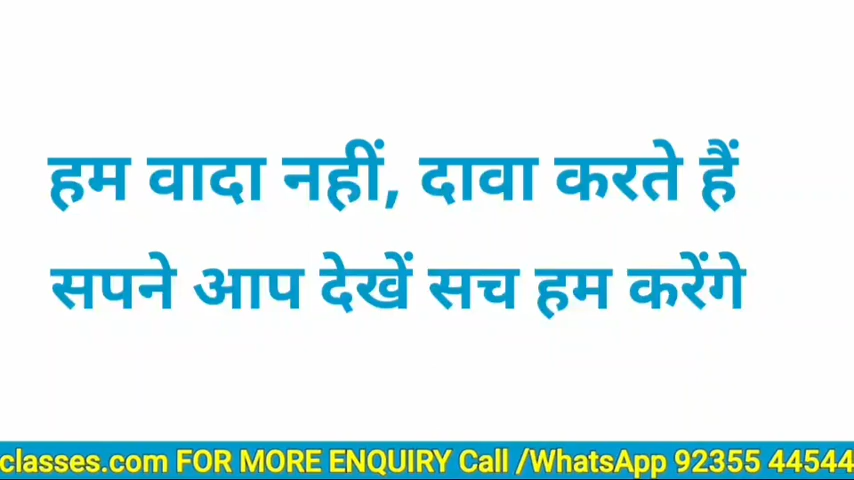 हम वादा नहीं, दावा करते हैं
सपने आप देखें सच हम करेंगे
classes.com FOR MORE ENQUIRY Call /WhatsApp 92355 44544